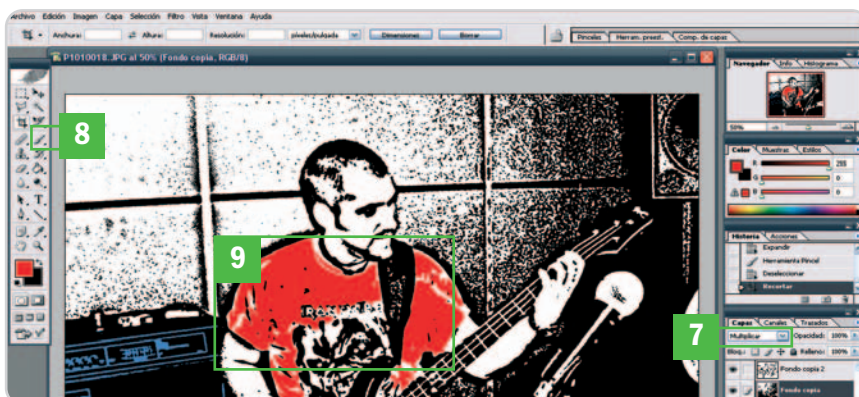 Archivo Edición Imagen Capa Selección Filtro Vista Ventana Ayuda
Anchura: Altura: Resolución: píxeles/pulgada Dimensiones Borrar Pinceles Herram. preest. Comp. de capas
P1010018.JPG al 50% (Fondo copia, RGB/8)
Navegador Info Histograma
50%
8
Color Muestras Estilos
R 255
G 0
B 0
9
Historia Acciones
Expandir
Herramienta Pincel
Deseleccionar
Recortar
Capas Canales Trazados
7
Multiplicar Opacidad: 100%
Bloq.: Relleno: 100%
Fondo copia 2
Fondo copia